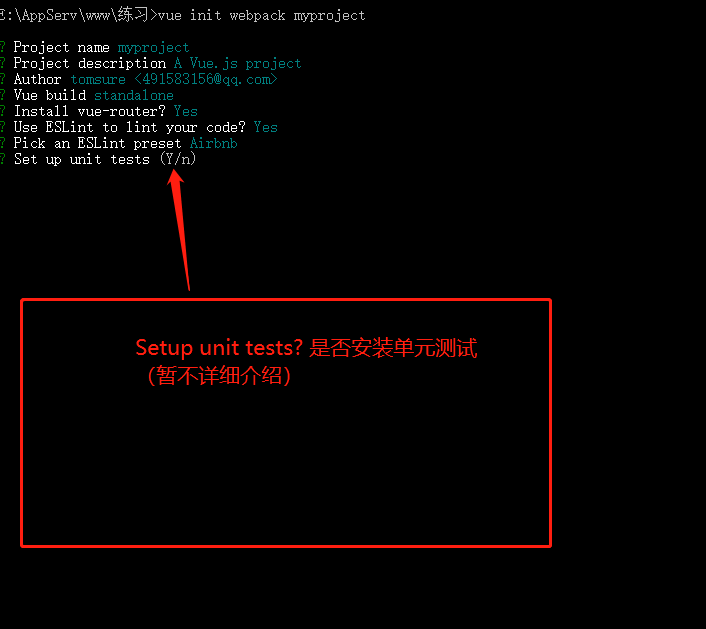 E:\AppServ\www\练习>vue init webpack myproject
? Project name myproject
? Project description A Vue.js project
? Author tomsure <491583156@qq.com>
? Vue build standalone
? Install vue-router? Yes
? Use ESLint to lint your code? Yes
? Pick an ESLint preset Airbnb
? Set up unit tests (Y/n)
Setup unit tests? 是否安装单元测试
（暂不详细介绍）